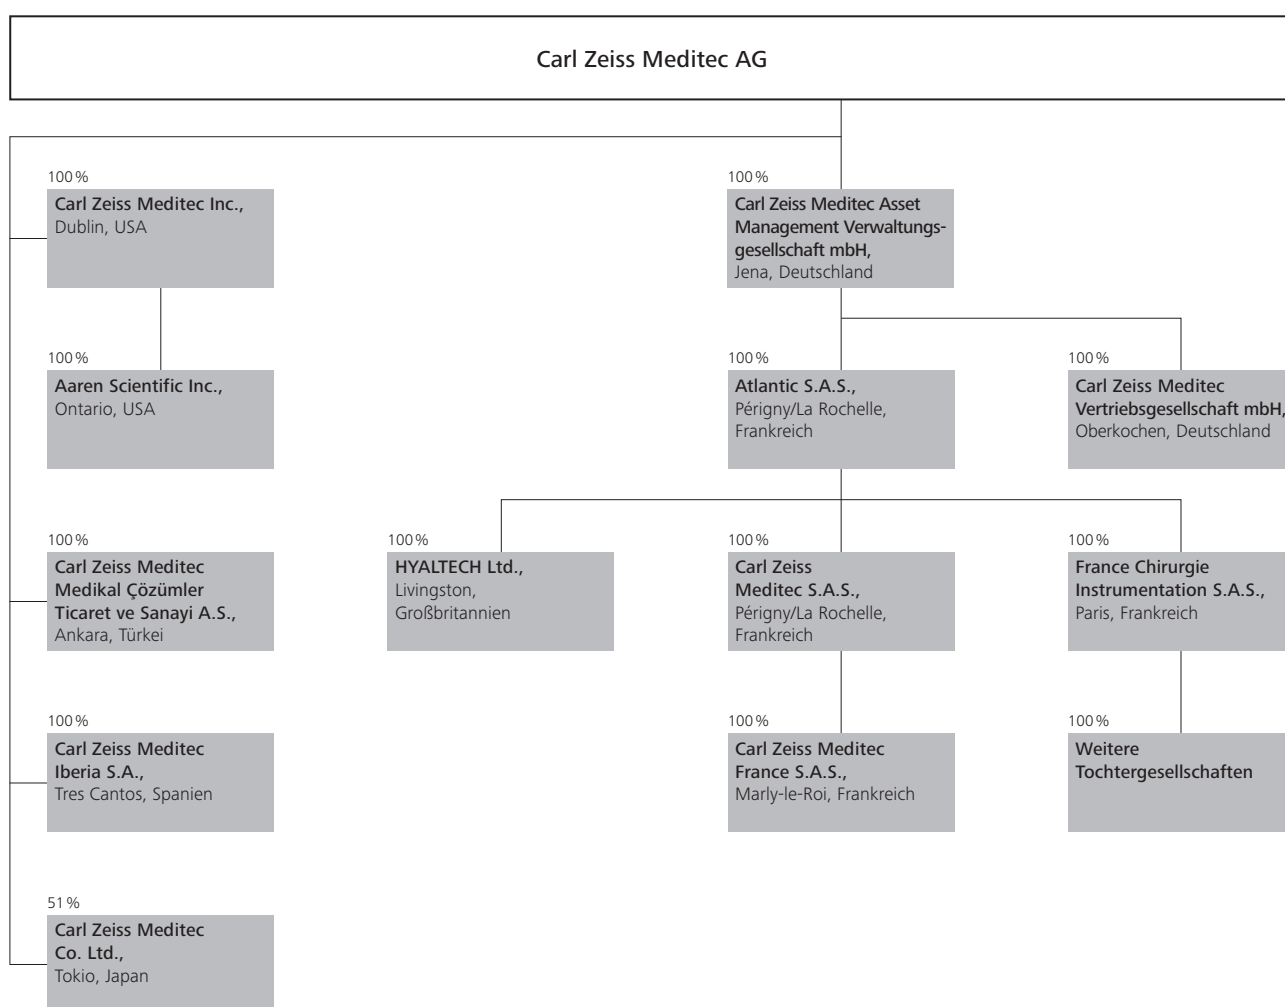 Carl Zeiss Meditec AG
100 %
Carl Zeiss Meditec Inc.,
Dublin, USA
100 %
Carl Zeiss Meditec Asset
Management Verwaltungs-
gesellschaft mbH,
Jena, Deutschland
100 %
Aaren Scientific Inc.,
Ontario, USA
100 %
Atlantic S.A.S.,
Périgny/La Rochelle,
Frankreich
100 %
Carl Zeiss Meditec
Vertriebsgesellschaft mbH,
Oberkochen, Deutschland
100 %
Carl Zeiss Meditec
Medikal Çözümler
Ticaret ve Sanayi A.S.,
Ankara, Türkei
100 %
HYALTECH Ltd.,
Livingston,
Großbritannien
100 %
Carl Zeiss
Meditec S.A.S.,
Périgny/La Rochelle,
Frankreich
100 %
France Chirurgie
Instrumentation S.A.S.,
Paris, Frankreich
100 %
Carl Zeiss Meditec
Iberia S.A.,
Tres Cantos, Spanien
100 %
Carl Zeiss Meditec
France S.A.S.,
Marly-le-Roi, Frankreich
100 %
Weitere
Tochtergesellschaften
51 %
Carl Zeiss Meditec
Co. Ltd.,
Tokio, Japan